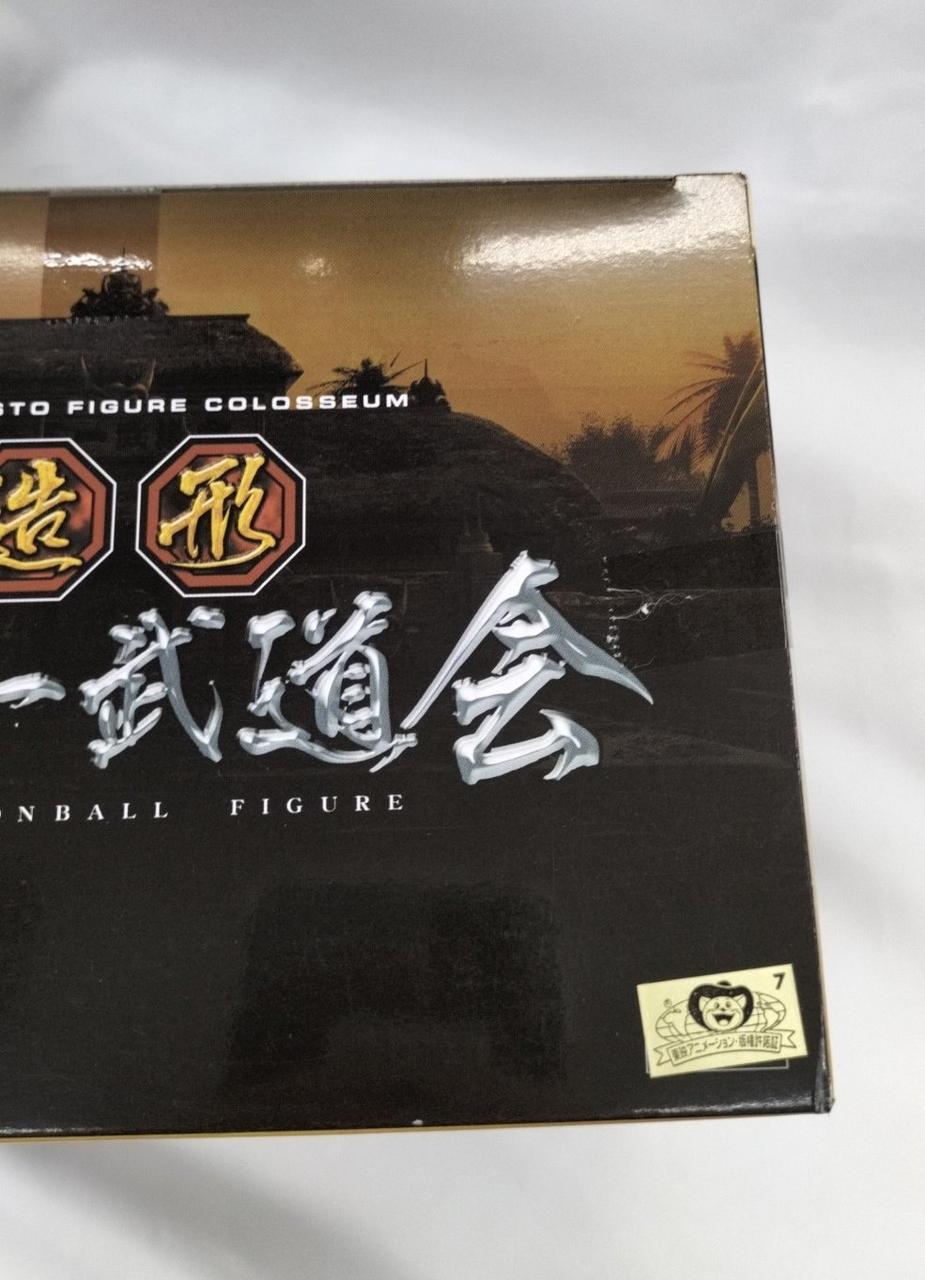 STO FIGURE COLOSSEUM
造形
一武道会
ONBALL FIGURE
7
東映アニメーション・版権許諾証